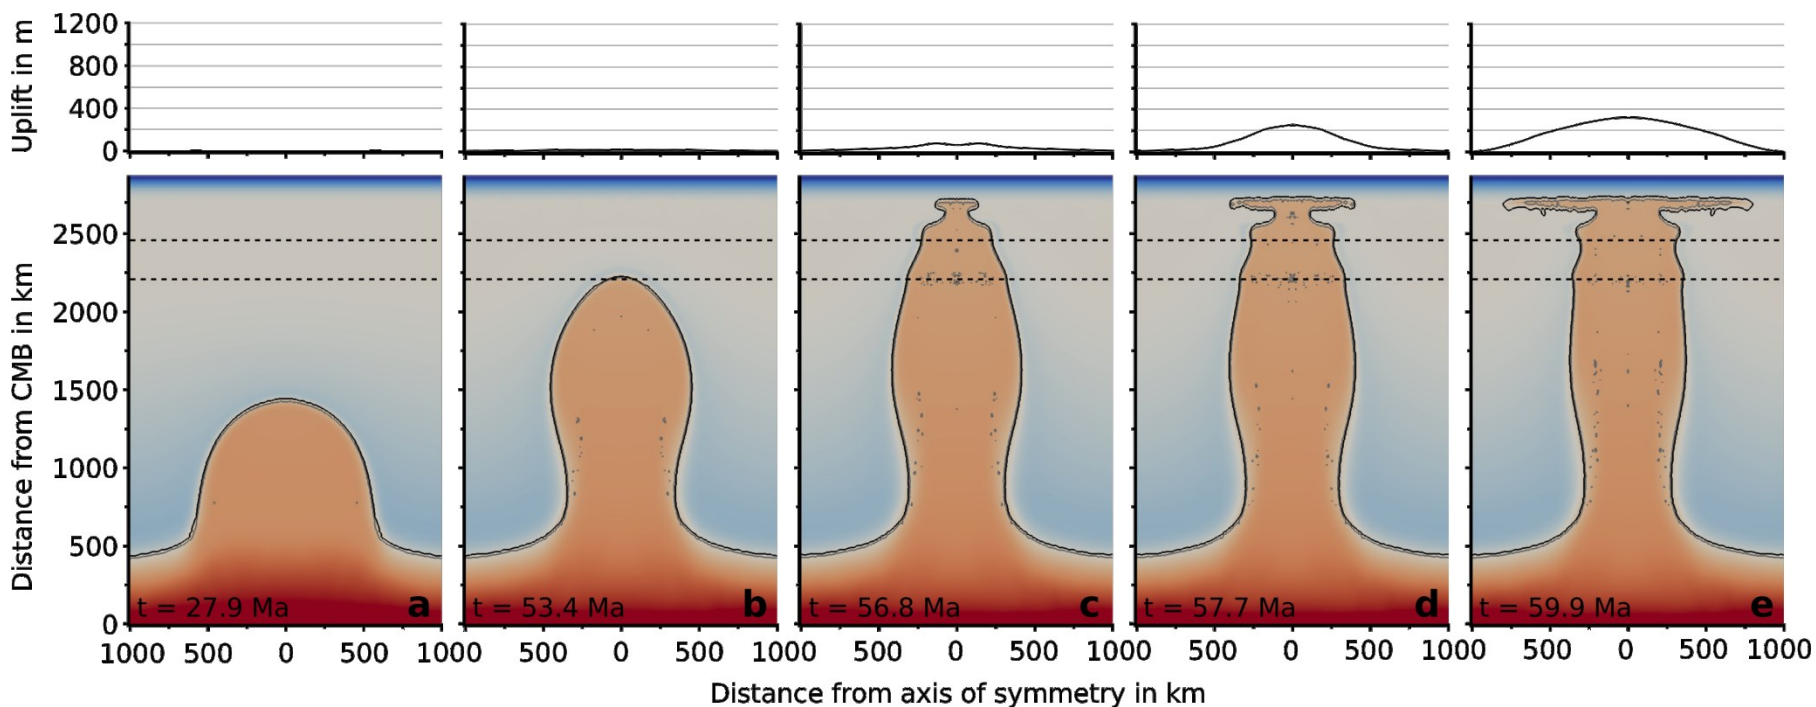 Uplift in m
1200
800
400
0
Distance from CMB in km
2500
2000
1500
1000
500
0
t = 27.9 Ma a
t = 53.4 Ma b
t = 56.8 Ma c
t = 57.7 Ma d
t = 59.9 Ma e
1000 500 0 500 1000 500 0 500 1000 500 0 500 1000 500 0 500 1000 500 0 500 1000
Distance from axis of symmetry in km